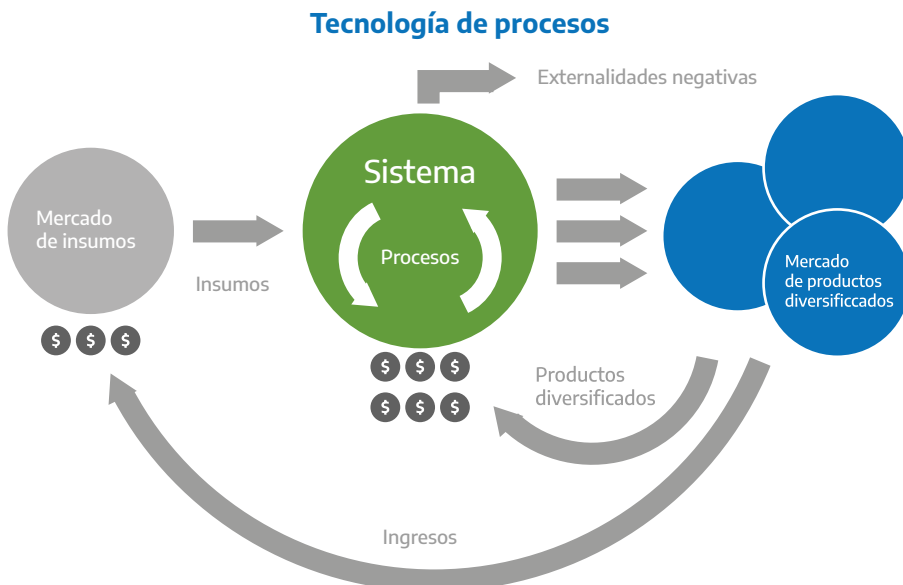 Tecnología de procesos
Externalidades negativas
Sistema
Mercado
de insumos
Procesos
Insumos
Mercado
de productos
diversificcados
$ $ $
$ $ $
$ $ $
Productos
diversificados
Ingresos